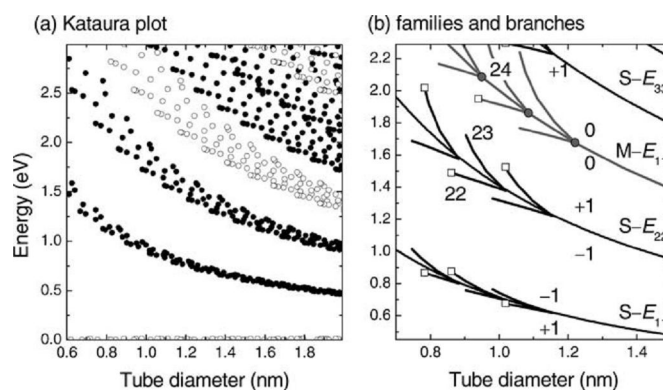 (a) Kataura plot
(b) families and branches
3.0
2.5
2.0
1.5
1.0
0.5
0.0
Energy (eV)
0.6 0.8 1.0 1.2 1.4 1.6 1.8
Tube diameter (nm)
2.2
2.0
1.8
1.6
1.4
1.2
1.0
0.8
0.6
24
+1
S–E33
23
0
0
M–E11
22
+1
S–E22
−1
−1
S–E11
+1
0.8 1.0 1.2 1.4
Tube diameter (nm)